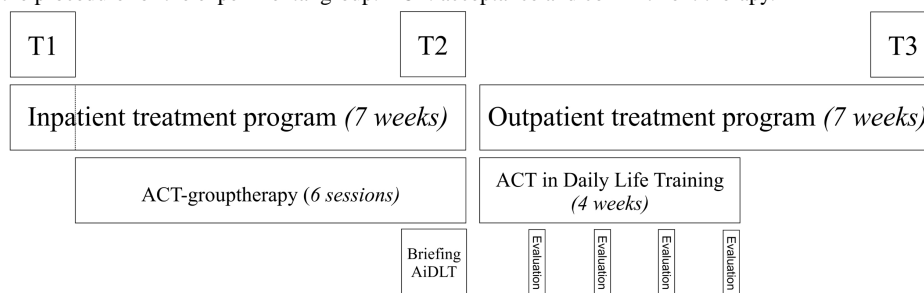 T1
T2
T3
Inpatient treatment program (7 weeks)
Outpatient treatment program (7 weeks)
ACT-grouptherapy (6 sessions)
ACT in Daily Life Training
(4 weeks)
Briefing
AiDLT
Evaluation
Evaluation
Evaluation
Evaluation